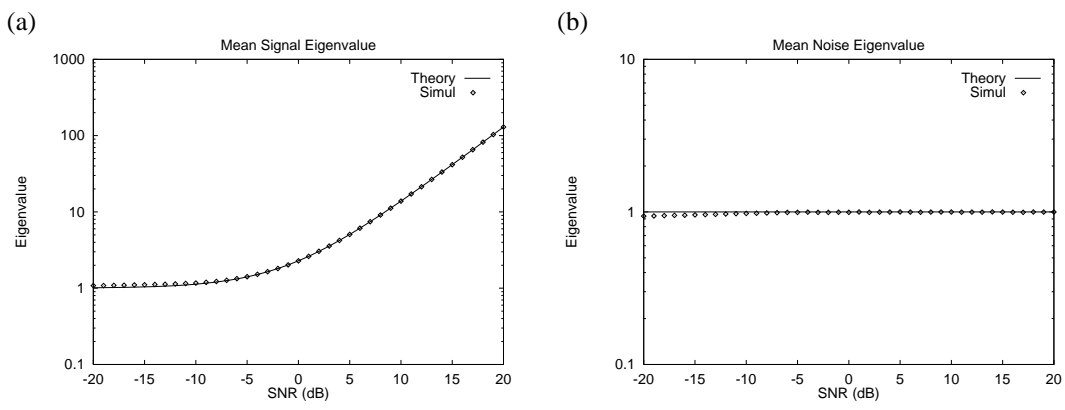 (a)
Mean Signal Eigenvalue
1000
100
10
1
0.1
Eigenvalue
Theory
Simul
-20 -15 -10 -5 0 5 10 15 20
SNR (dB)
(b)
Mean Noise Eigenvalue
10
1
0.1
Eigenvalue
Theory
Simul
-20 -15 -10 -5 0 5 10 15 20
SNR (dB)